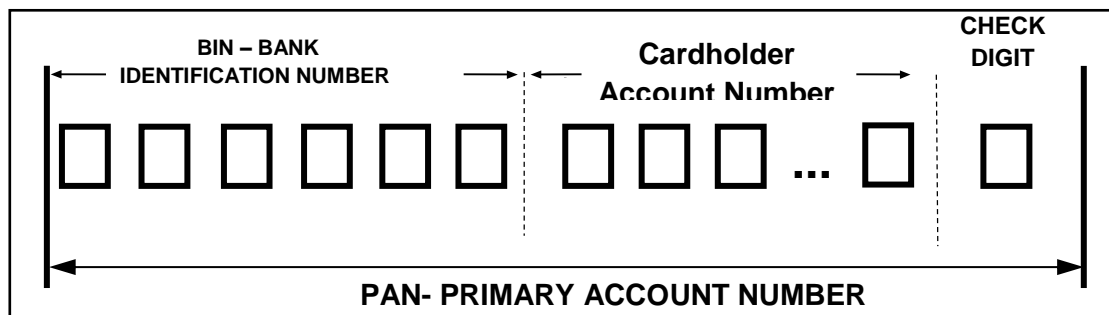 BIN – BANK
IDENTIFICATION NUMBER
Cardholder
Account Number
CHECK
DIGIT
...
PAN- PRIMARY ACCOUNT NUMBER